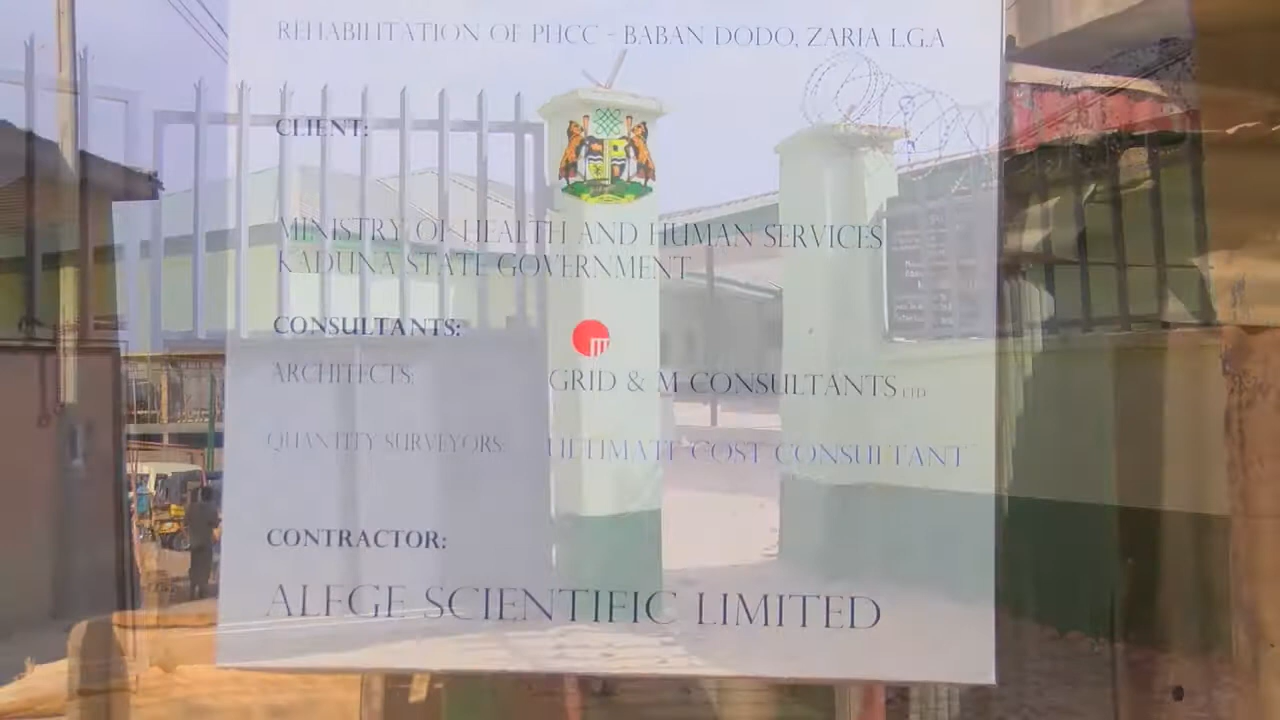 REHABILITATION OF PHCC - BABAN DODO, ZARIA L.G.A
CLIENT:
MINISTRY OF HEALTH AND HUMAN SERVICES
KADUNA STATE GOVERNMENT
CONSULTANTS:
ARCHITECTS: GRID & M CONSULTANTS LTD
QUANTITY SURVEYORS: ULTIMATE COST CONSULTANT
CONTRACTOR:
ALFGE SCIENTIFIC LIMITED